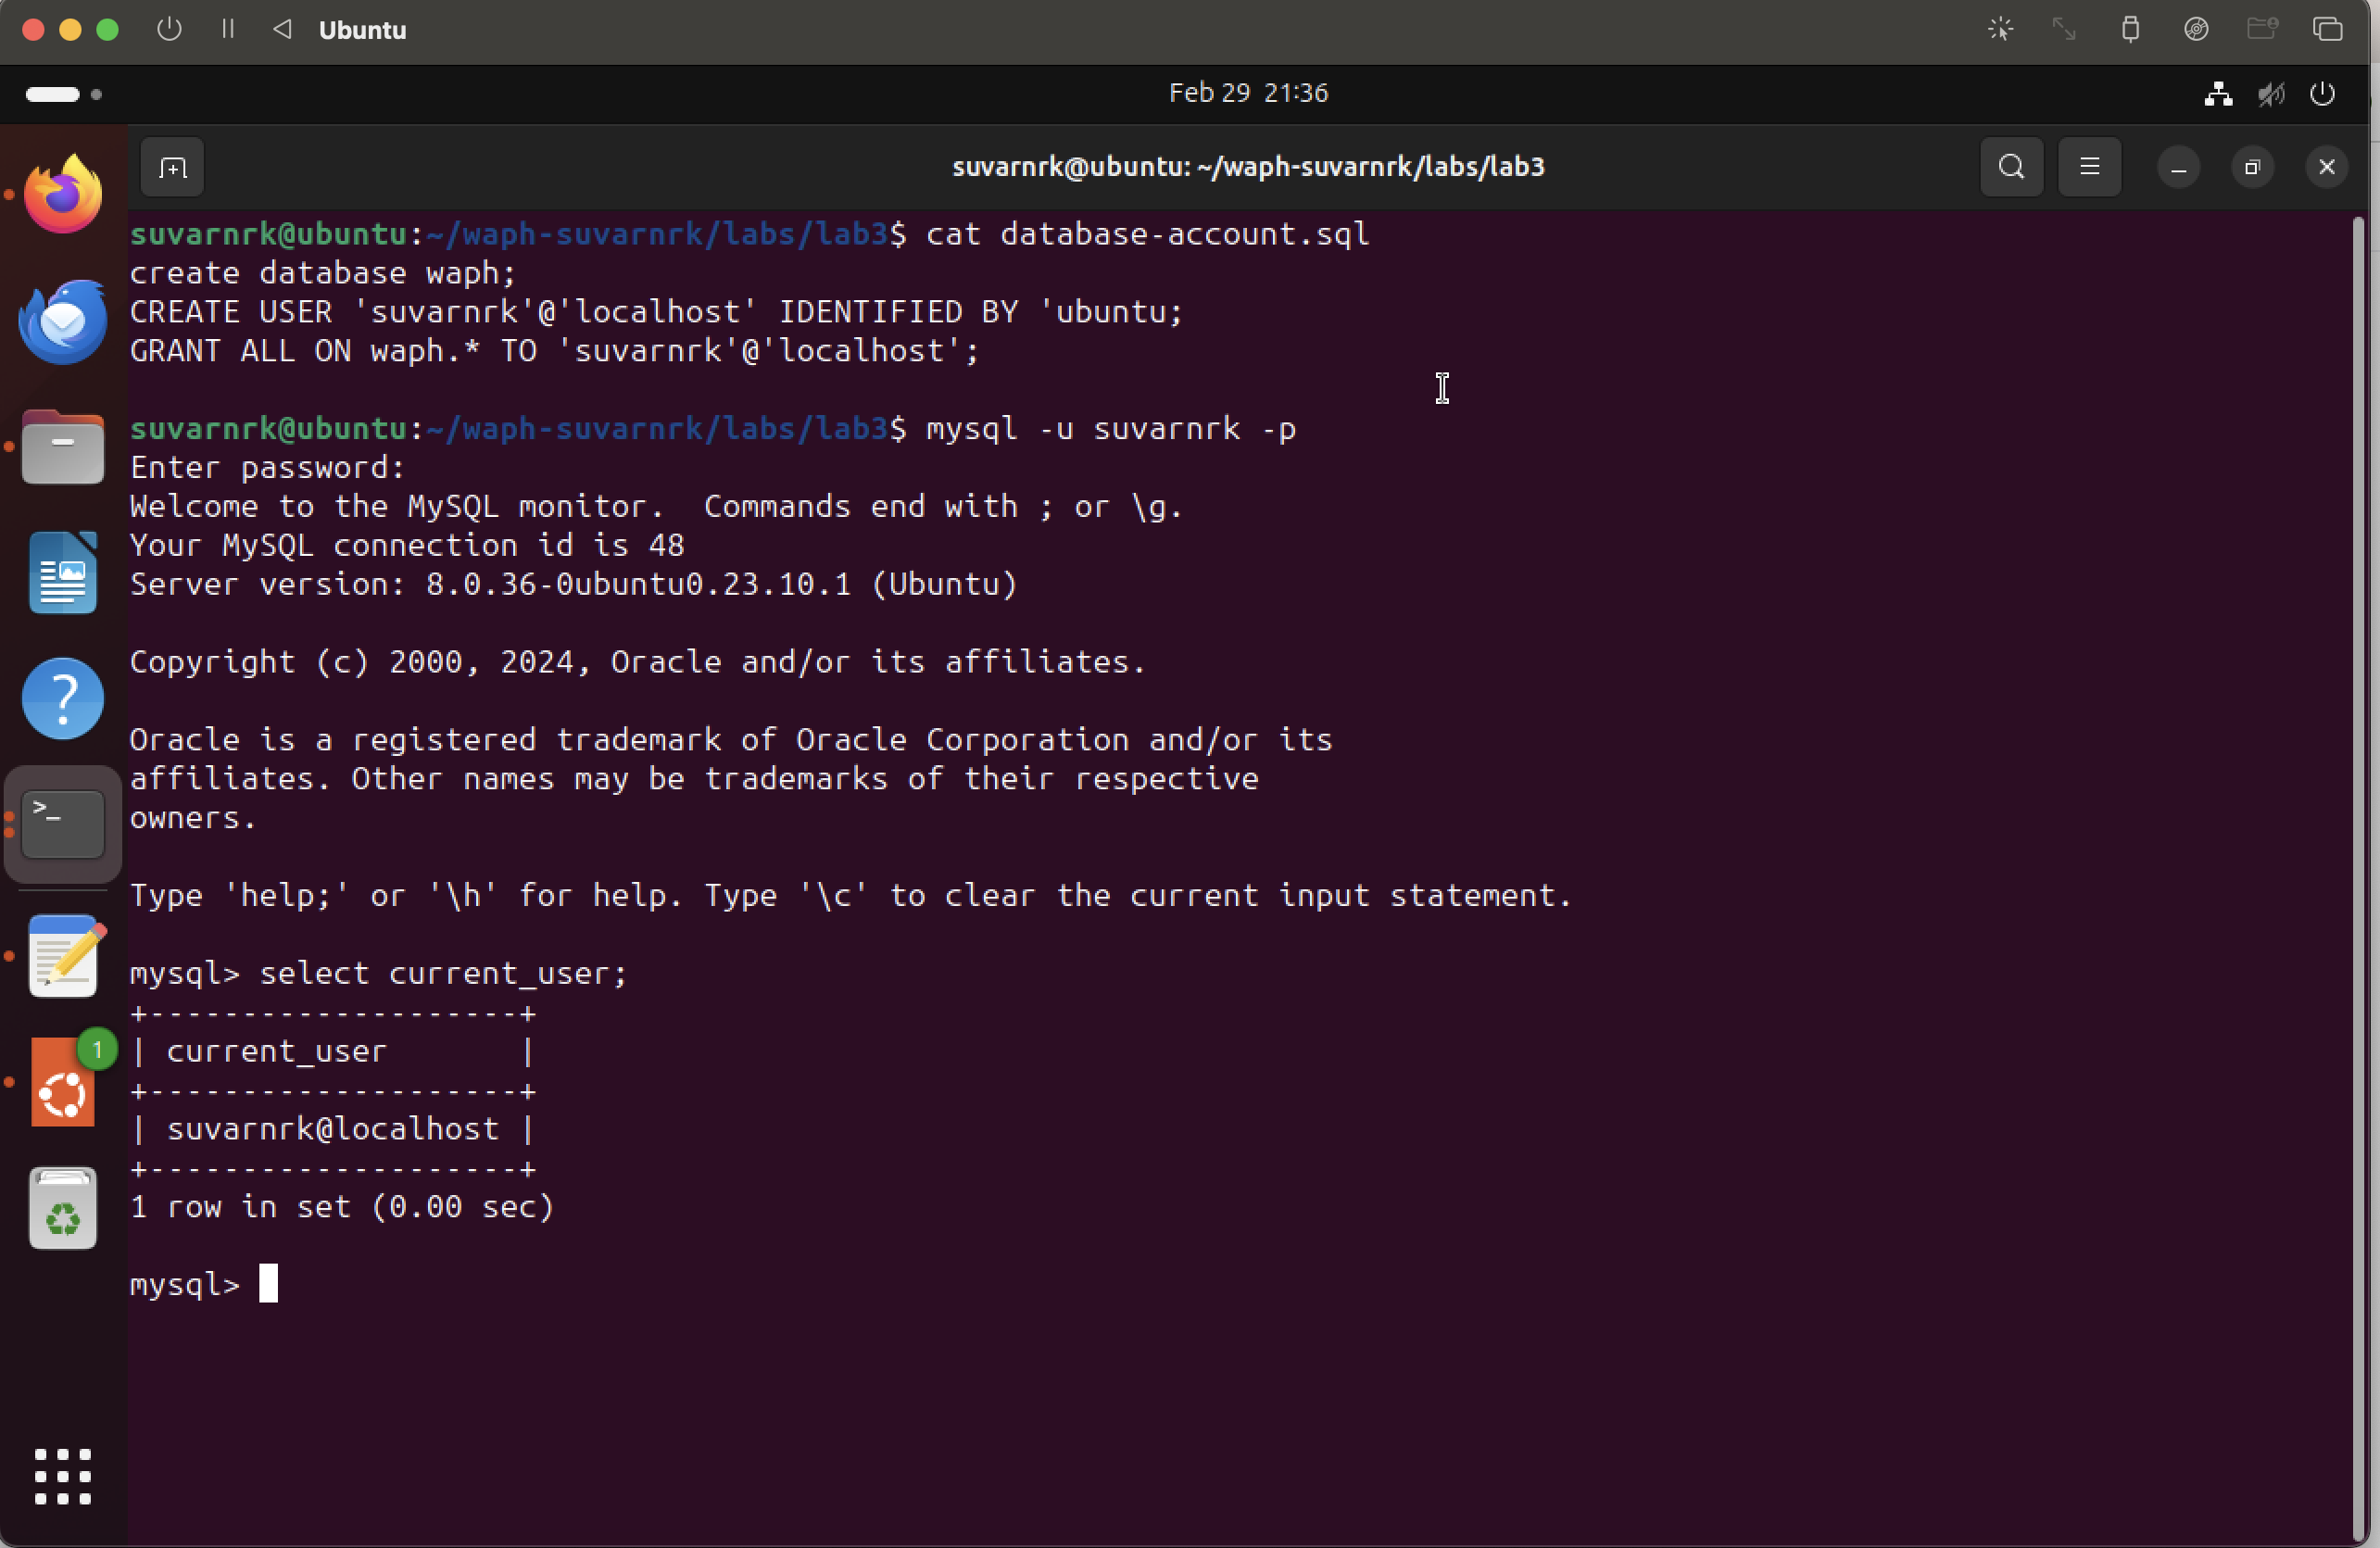 Ubuntu
Feb 29 21:36
suvarnrk@ubuntu: ~/waph-suvarnrk/labs/lab3
suvarnrk@ubuntu:~/waph-suvarnrk/labs/lab3$ cat database-account.sql
create database waph;
CREATE USER 'suvarnrk'@'localhost' IDENTIFIED BY 'ubuntu;
GRANT ALL ON waph.* TO 'suvarnrk'@'localhost';
suvarnrk@ubuntu:~/waph-suvarnrk/labs/lab3$ mysql -u suvarnrk -p
Enter password:
Welcome to the MySQL monitor.  Commands end with ; or \g.
Your MySQL connection id is 48
Server version: 8.0.36-0ubuntu0.23.10.1 (Ubuntu)
Copyright (c) 2000, 2024, Oracle and/or its affiliates.
Oracle is a registered trademark of Oracle Corporation and/or its
affiliates. Other names may be trademarks of their respective
owners.
Type 'help;' or '\h' for help. Type '\c' to clear the current input statement.
mysql> select current_user;
+--------------------+
| current_user       |
+--------------------+
| suvarnrk@localhost |
+--------------------+
1 row in set (0.00 sec)
mysql>
1